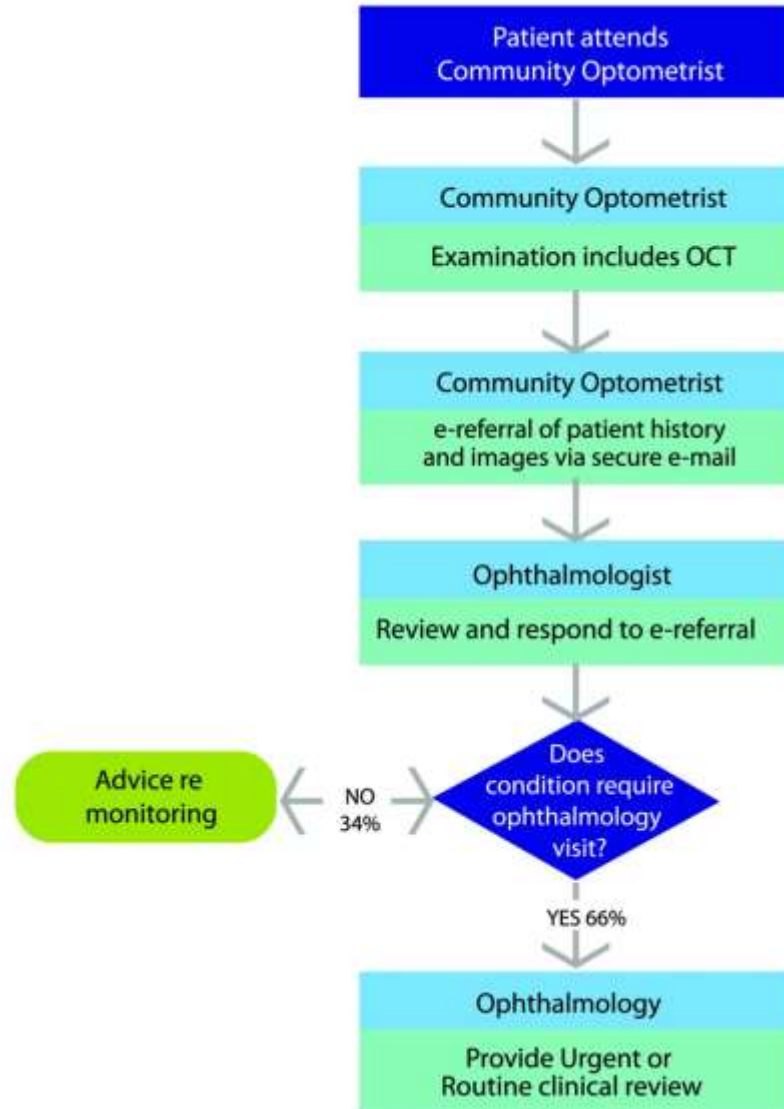 Patient attends
Community Optometrist
Community Optometrist
Examination includes OCT
Community Optometrist
e-referral of patient history
and images via secure e-mail
Ophthalmologist
Review and respond to e-referral
Does
condition require
ophthalmology
visit?
Advice re
monitoring
NO
34%
YES 66%
Ophthalmology
Provide Urgent or
Routine clinical review